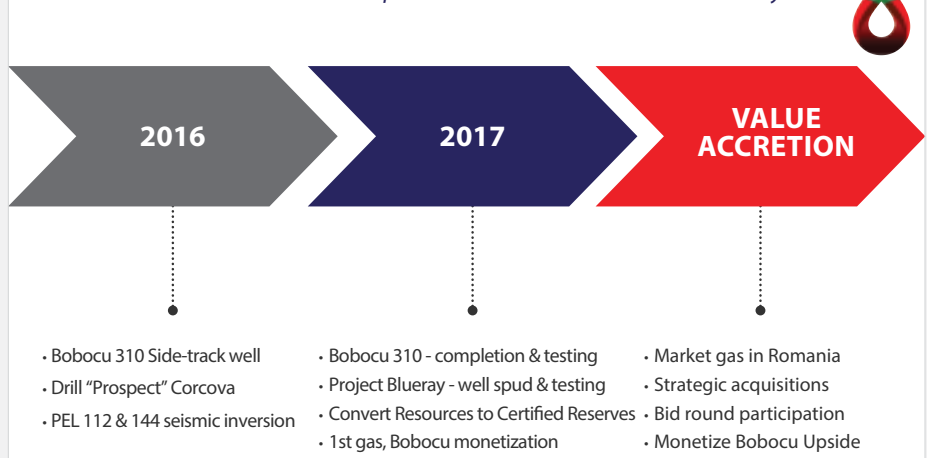 2016
2017
VALUE
ACCRETION
• Bobocu 310 Side-track well
• Drill “Prospect” Corcova
• PEL 112 & 144 seismic inversion
• Bobocu 310 - completion & testing
• Project Blueray - well spud & testing
• Convert Resources to Certified Reserves
• 1st gas, Bobocu monetization
• Market gas in Romania
• Strategic acquisitions
• Bid round participation
• Monetize Bobocu Upside